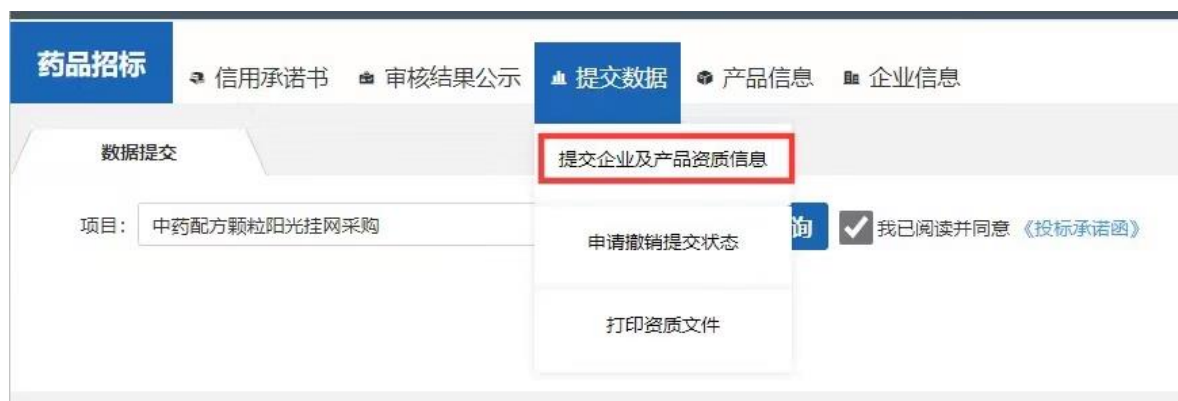 药品招标 信用承诺书 审核结果公示 提交数据 产品信息 企业信息
数据提交
提交企业及产品资质信息
项目： 中药配方颗粒阳光挂网采购 询 我已阅读并同意 《投标承诺函》
申请撤销提交状态
打印资质文件